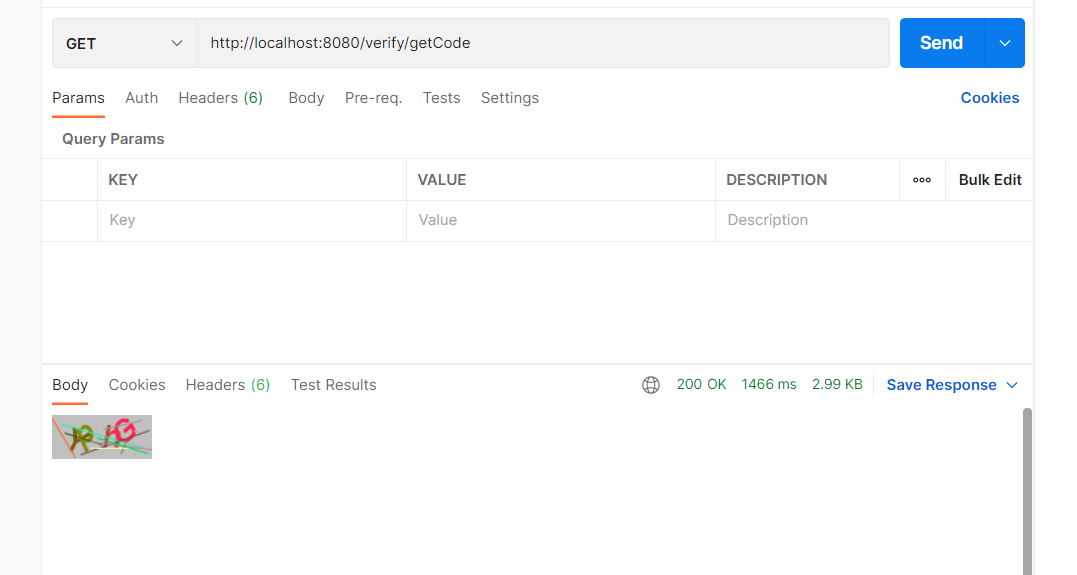 GET http://localhost:8080/verify/getCode Send
Params Auth Headers (6) Body Pre-req. Tests Settings Cookies
Query Params
KEY VALUE DESCRIPTION ooo Bulk Edit
Key Value Description
Body Cookies Headers (6) Test Results 200 OK 1466 ms 2.99 KB Save Response